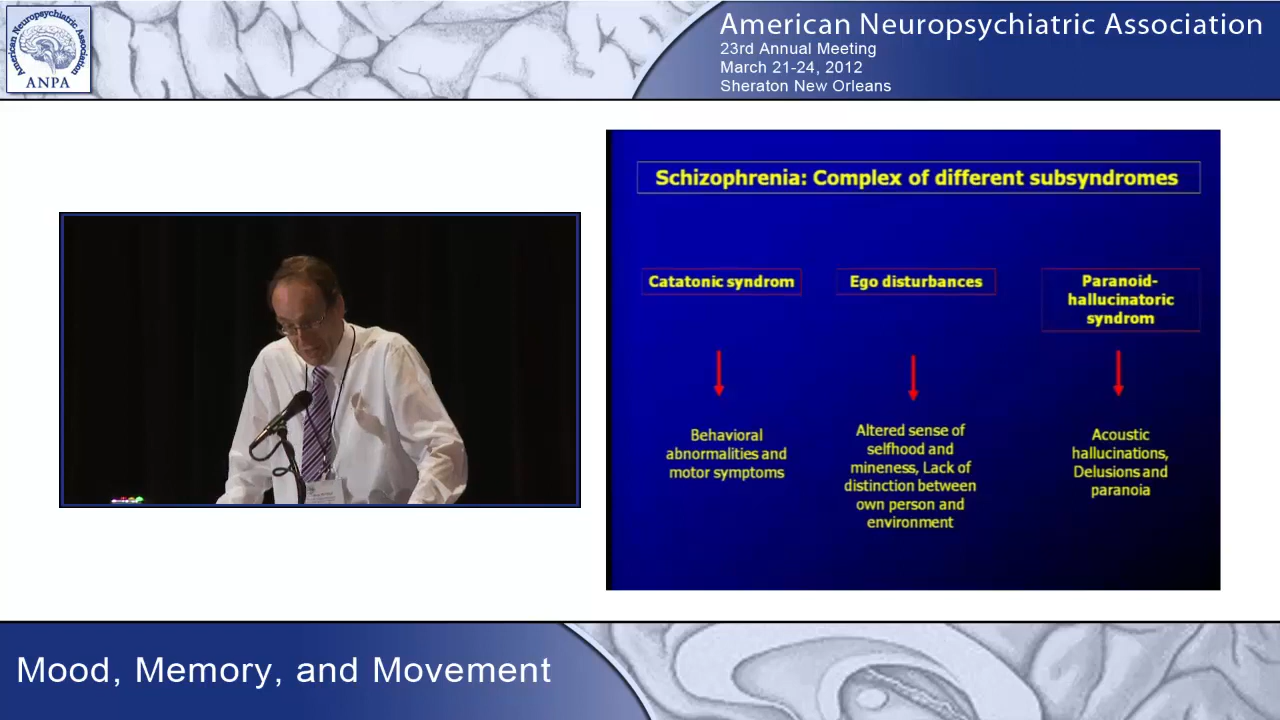 American Neuropsychiatric Association
ANPA
American Neuropsychiatric Association
23rd Annual Meeting
March 21-24, 2012
Sheraton New Orleans
Schizophrenia: Complex of different subsyndromes
Catatonic syndrom
Behavioral
abnormalities and
motor symptoms
Ego disturbances
Altered sense of
selfhood and
mineness, Lack of
distinction between
own person and
environment
Paranoid-
hallucinatoric
syndrom
Acoustic
hallucinations,
Delusions and
paranoia
Mood, Memory, and Movement